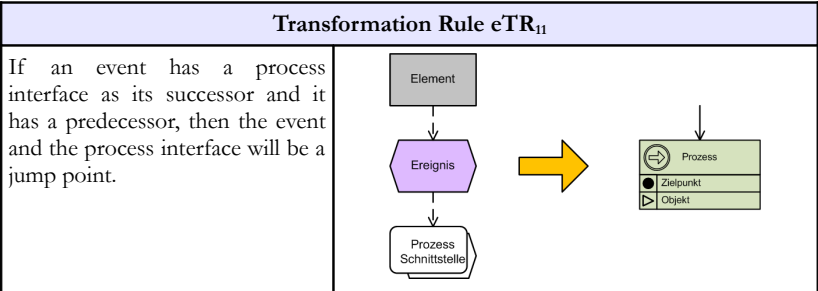 Transformation Rule eTR₁₁
If an event has a process
interface as its successor and it
has a predecessor, then the event
and the process interface will be a
jump point.
Element
Ereignis
Prozess
Schnittstelle
Prozess
Zielpunkt
Objekt